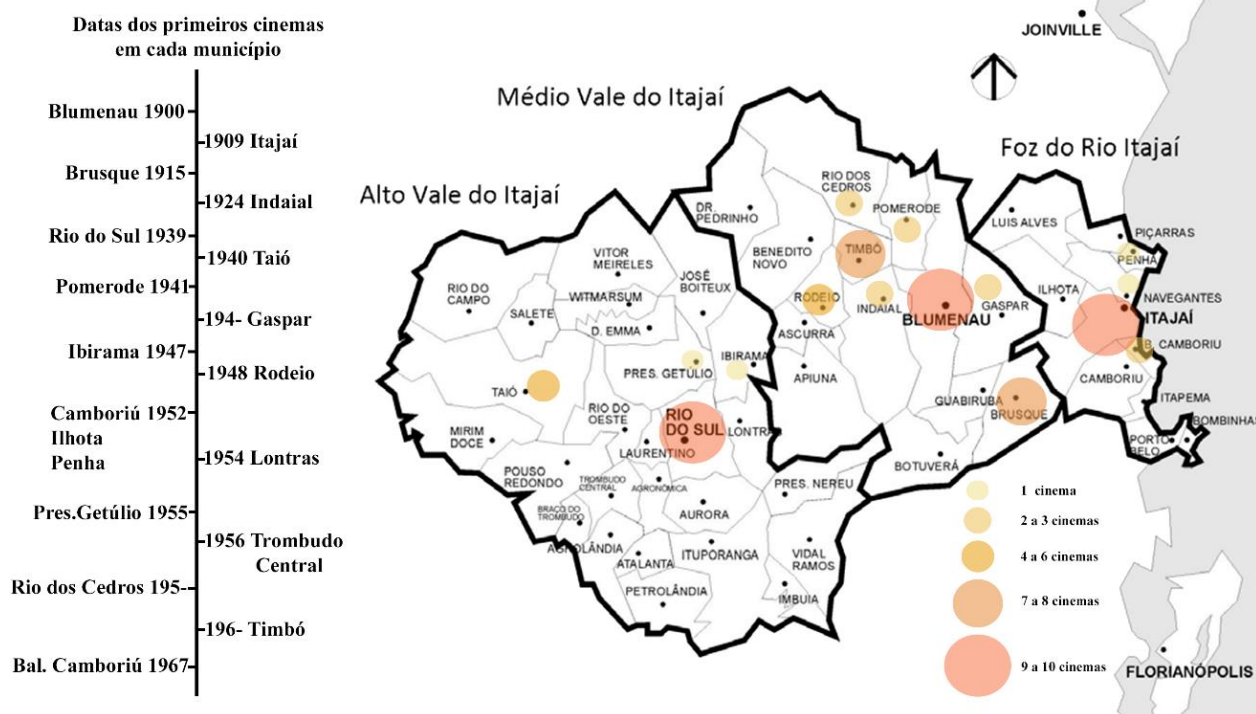 Datas dos primeiros cinemas
em cada município
Blumenau 1900
1909 Itajaí
Brusque 1915
1924 Indaial
Rio do Sul 1939
1940 Taió
Pomerode 1941
194- Gaspar
Ibirama 1947
1948 Rodeio
Camboriú 1952
Ilhota
Penha
1954 Lontras
Pres.Getúlio 1955
1956 Trombudo
Central
Rio dos Cedros 195-
196- Timbó
Bal. Camboriú 1967
Alto Vale do Itajaí
Médio Vale do Itajaí
Foz do Rio Itajaí
JOINVILLE
RIO DO
CAMPO
SALETE
VITOR
MEIRELES
WITMARSUM
D. EMMA
JOSÉ
BOITEUX
PRES. GETÚLIO
IBIRAMA
TAIÓ
MIRIM
DOCE
RIO DO
OESTE
RIO
DO SUL
LONTRAS
LAURENTINO
POUSO
REDONDO
TROMBUDO
CENTRAL
AGRONÔMICA
BRAÇO DO
TROMBUDO
AURORA
PRES. NEREU
AGROLÂNDIA
ATALANTA
ITUPORANGA
VIDAL
RAMOS
PETROLÂNDIA
IMBUIA
DR.
PEDRINHO
RIO DOS
CEDROS
POMERODE
BENEDITO
NOVO
TIMBÓ
RODEIO
INDAIAL
BLUMENAU
GASPAR
ASCURRA
APIUNA
GUABIRUBA
BRUSQUE
BOTUVERÁ
LUIS ALVES
PIÇARRAS
PENHA
ILHOTA
NAVEGANTES
ITAJAÍ
B. CAMBORIU
CAMBORIU
ITAPEMA
BOMBINHAS
PORTO
BELO
1 cinema
2 a 3 cinemas
4 a 6 cinemas
7 a 8 cinemas
9 a 10 cinemas
FLORIANÓPOLIS